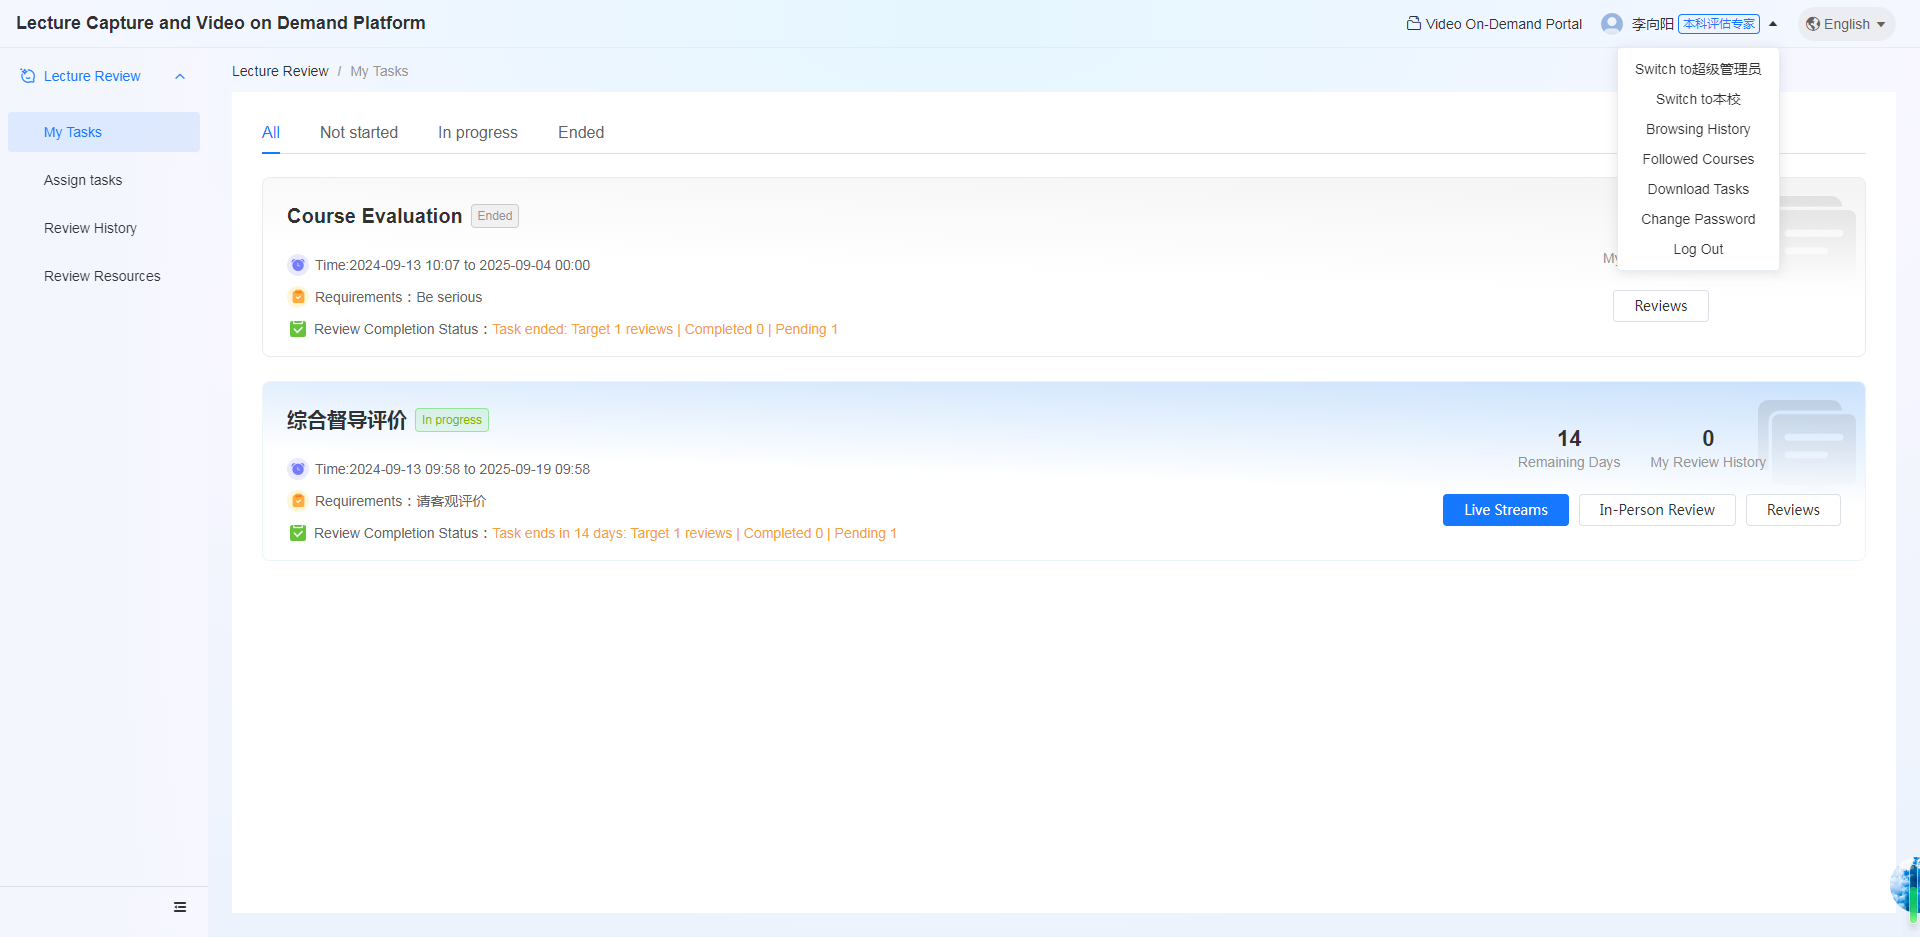 Lecture Capture and Video on Demand Platform
Video On-Demand Portal
李向阳 本科评估专家
English
Lecture Review
My Tasks
Assign tasks
Review History
Review Resources
Lecture Review / My Tasks
Switch to超级管理员
Switch to本校
Browsing History
Followed Courses
Download Tasks
Change Password
Log Out
All
Not started
In progress
Ended
Course Evaluation Ended
Time:2024-09-13 10:07 to 2025-09-04 00:00
Requirements：Be serious
Review Completion Status：Task ended: Target 1 reviews | Completed 0 | Pending 1
My
Reviews
综合督导评价 In progress
Time:2024-09-13 09:58 to 2025-09-19 09:58
Requirements：请客观评价
Review Completion Status：Task ends in 14 days: Target 1 reviews | Completed 0 | Pending 1
14
Remaining Days
0
My Review History
Live Streams
In-Person Review
Reviews